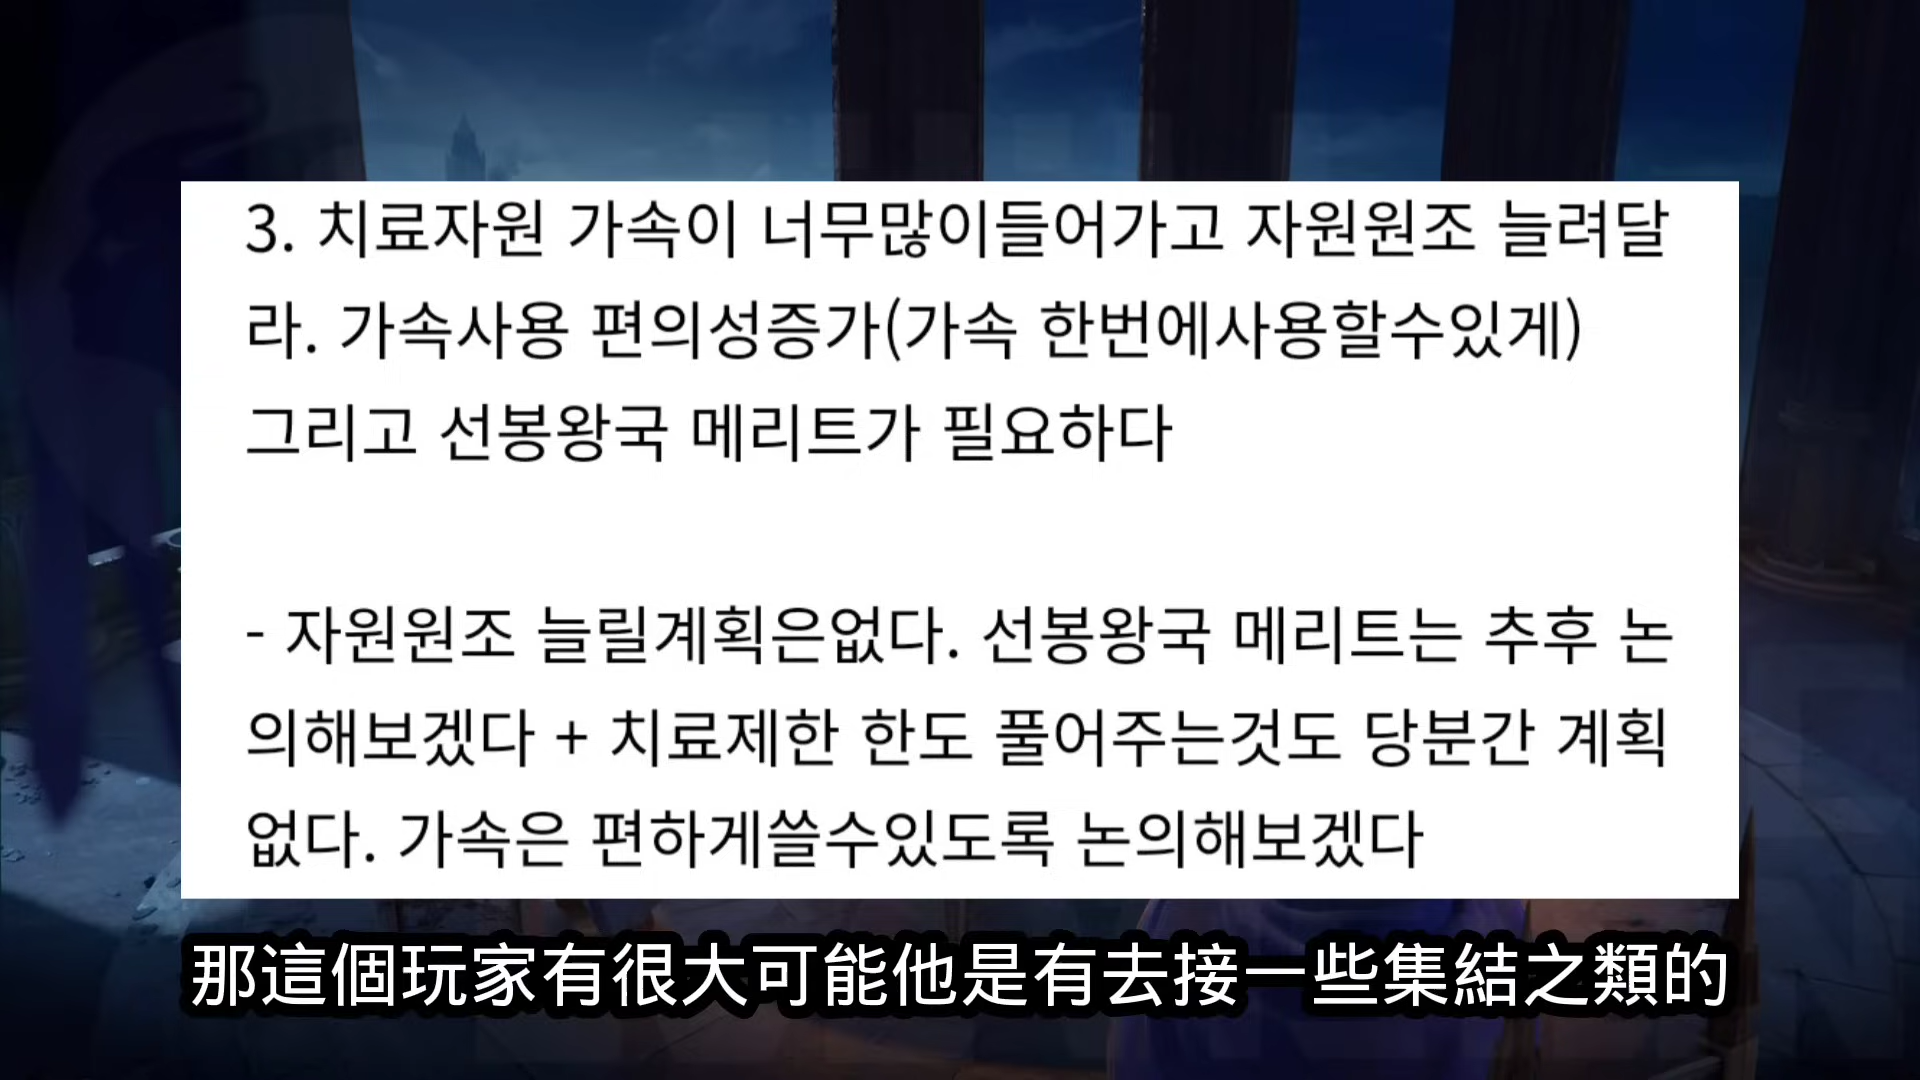 3. 치료자원 가속이 너무많이들어가고 자원원조 늘려달
라. 가속사용 편의성증가(가속 한번에사용할수있게)
그리고 선봉왕국 메리트가 필요하다
- 자원원조 늘릴계획은없다. 선봉왕국 메리트는 추후 논
의해보겠다 + 치료제한 한도 풀어주는것도 당분간 계획
없다. 가속은 편하게쓸수있도록 논의해보겠다
那這個玩家有很大可能他是有去接一些集結之類的